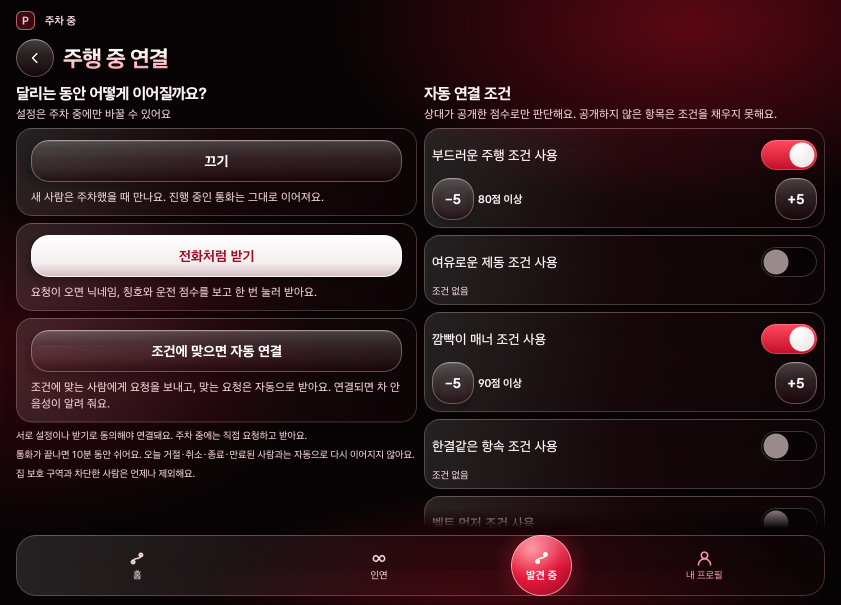 P 주차 중
주행 중 연결
달리는 동안 어떻게 이어질까요?
설정은 주차 중에만 바꿀 수 있어요
끄기
새 사람은 주차했을 때 만나요. 진행 중인 통화는 그대로 이어져요.
전화처럼 받기
요청이 오면 닉네임, 칭호와 운전 점수를 보고 한 번 눌러 받아요.
조건에 맞으면 자동 연결
조건에 맞는 사람에게 요청을 보내고, 맞는 요청은 자동으로 받아요. 연결되면 차 안
음성이 알려 줘요.
서로 설정이나 받기로 동의해야 연결돼요. 주차 중에는 직접 요청하고 받아요.
통화가 끝나면 10분 동안 쉬어요. 오늘 거절·취소·종료·만료된 사람과는 자동으로 다시 이어지지 않아요.
집 보호 구역과 차단한 사람은 언제나 제외해요.
자동 연결 조건
상대가 공개한 점수로만 판단해요. 공개하지 않은 항목은 조건을 채우지 못해요.
부드러운 주행 조건 사용
−5 80점 이상 +5
여유로운 제동 조건 사용
조건 없음
깜빡이 매너 조건 사용
−5 90점 이상 +5
한결같은 항속 조건 사용
조건 없음
벨트 먼저 조건 사용
홈 인연 발견 중 내 프로필